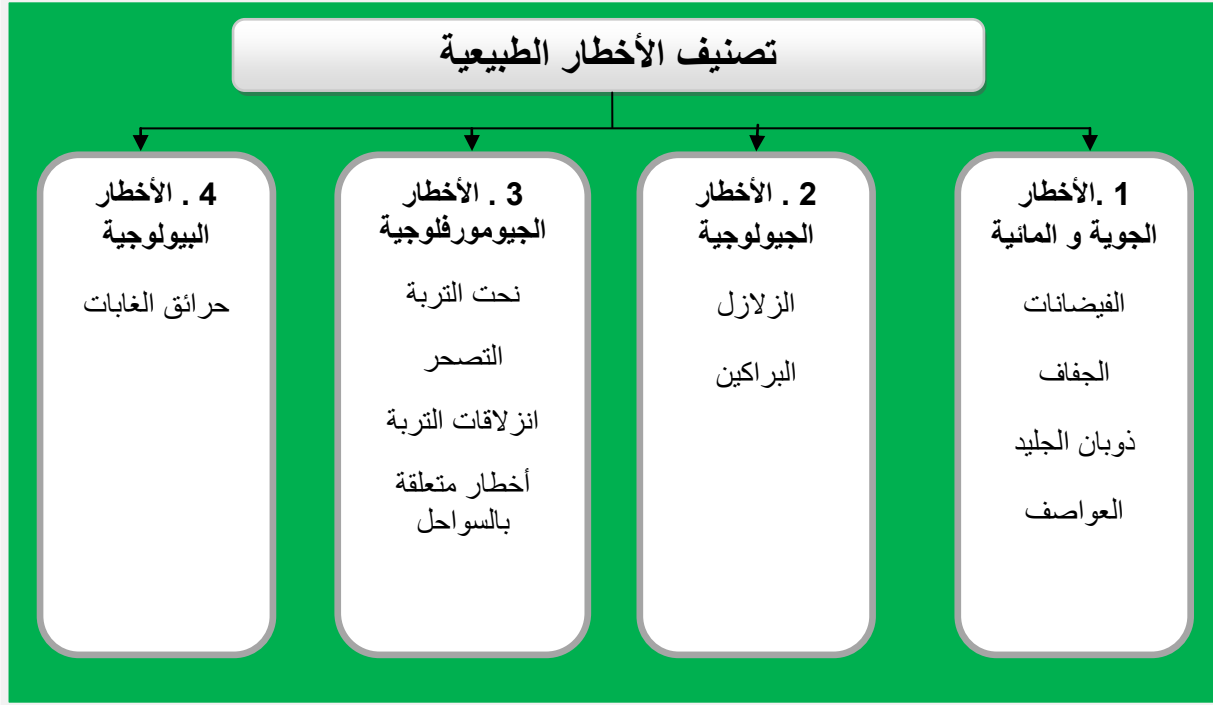 تصنيف الأخطار الطبيعية
1 .الأخطار
الجوية و المائية
الفيضانات
الجفاف
ذوبان الجليد
العواصف
2 . الأخطار
الجيولوجية
الزلازل
البراكين
3 . الأخطار
الجيومورفلوجية
نحت التربة
التصحر
انزلاقات التربة
أخطار متعلقة
بالسواحل
4 . الأخطار
البيولوجية
حرائق الغابات